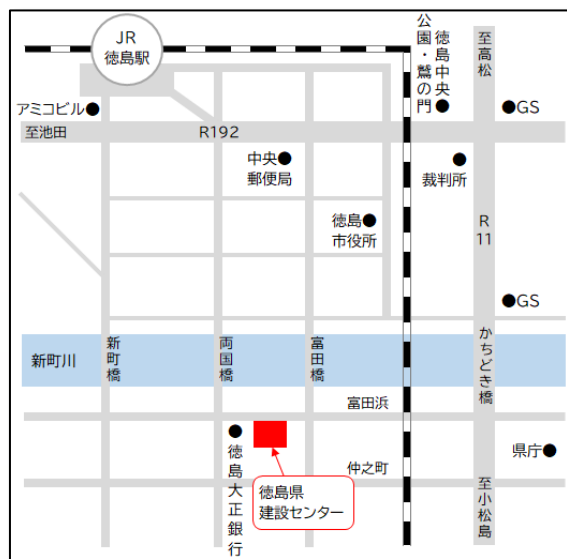 JR
徳島駅
徳島中央
公園・鷲の門●
至高松
アミコビル●
●GS
至池田
R192
中央●
郵便局
●
裁判所
徳島●
市役所
R
11
●GS
新町川
新町橋
両国橋
富田橋
かちどき橋
富田浜
●
徳島大正銀行
県庁●
仲之町
徳島県
建設センター
至小松島